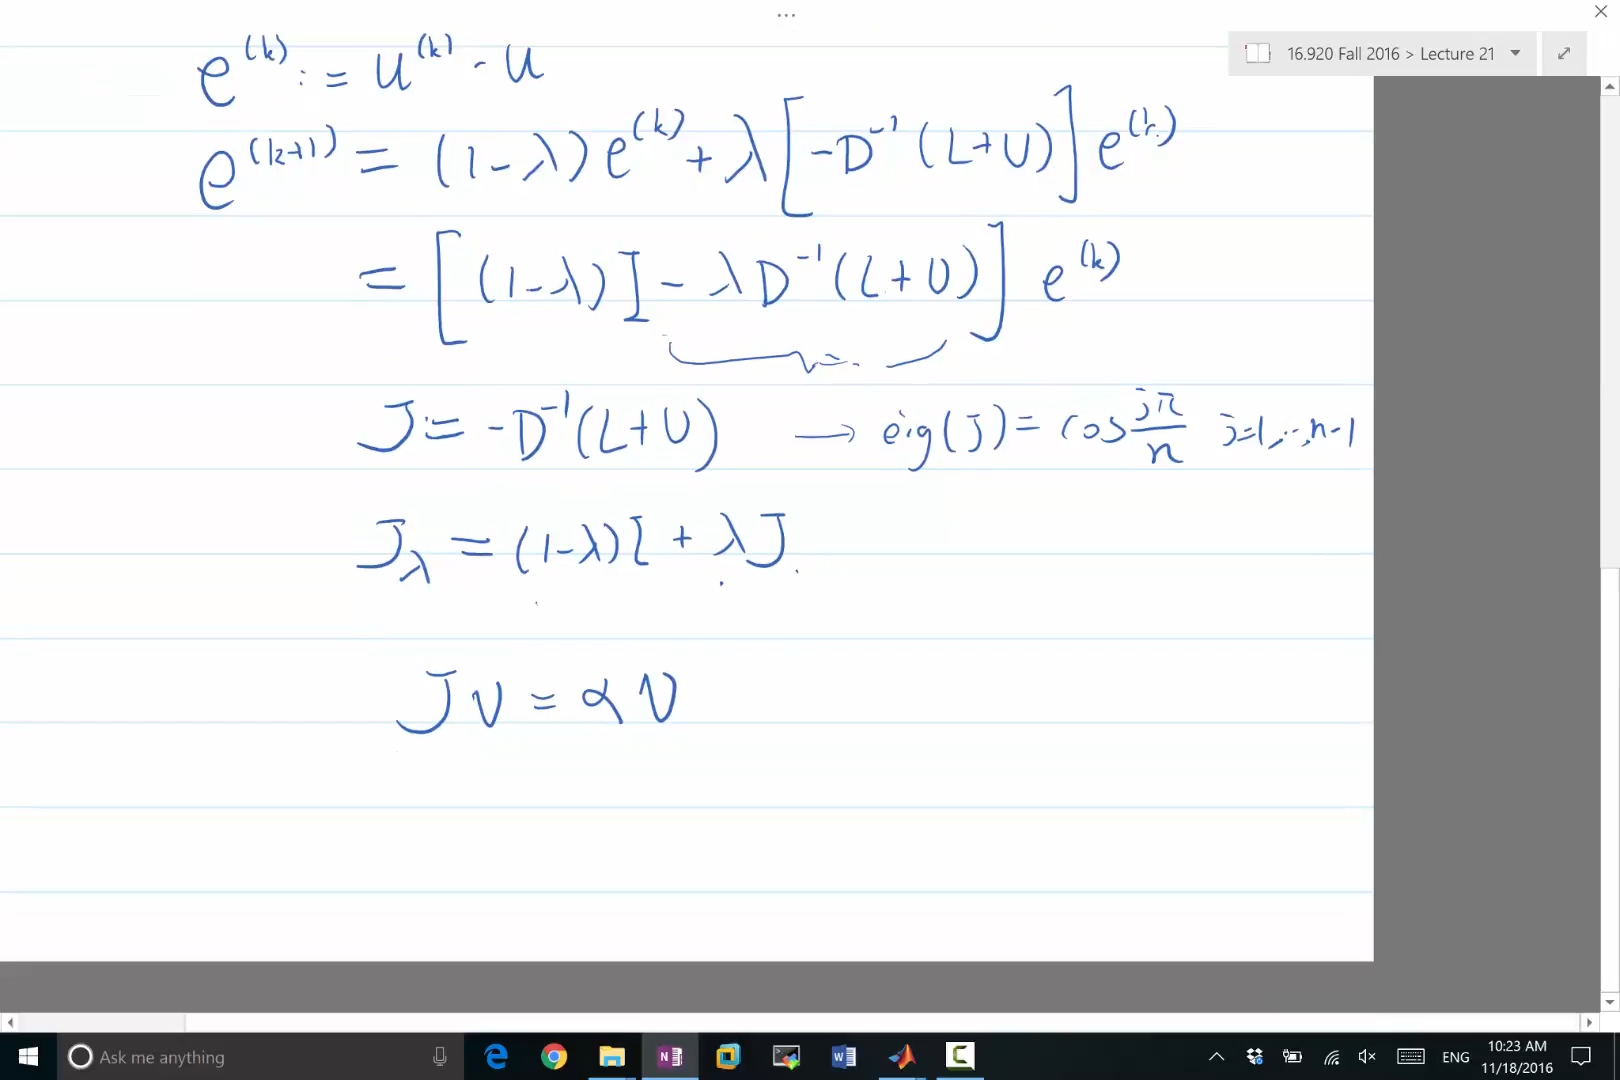 ...
16.920 Fall 2016 > Lecture 21
e^(k) := u^(k) - u
e^(k+1) = (1-λ)e^(k) + λ[-D^-1(L+U)]e^(k)
= [(1-λ)I - λD^-1(L+U)] e^(k)
J := -D^-1(L+U) → eig(J) = cos jπ/n j=1,...,n-1
J_λ = (1-λ)I + λJ
Jv = αv
Ask me anything
ENG
10:23 AM
11/18/2016